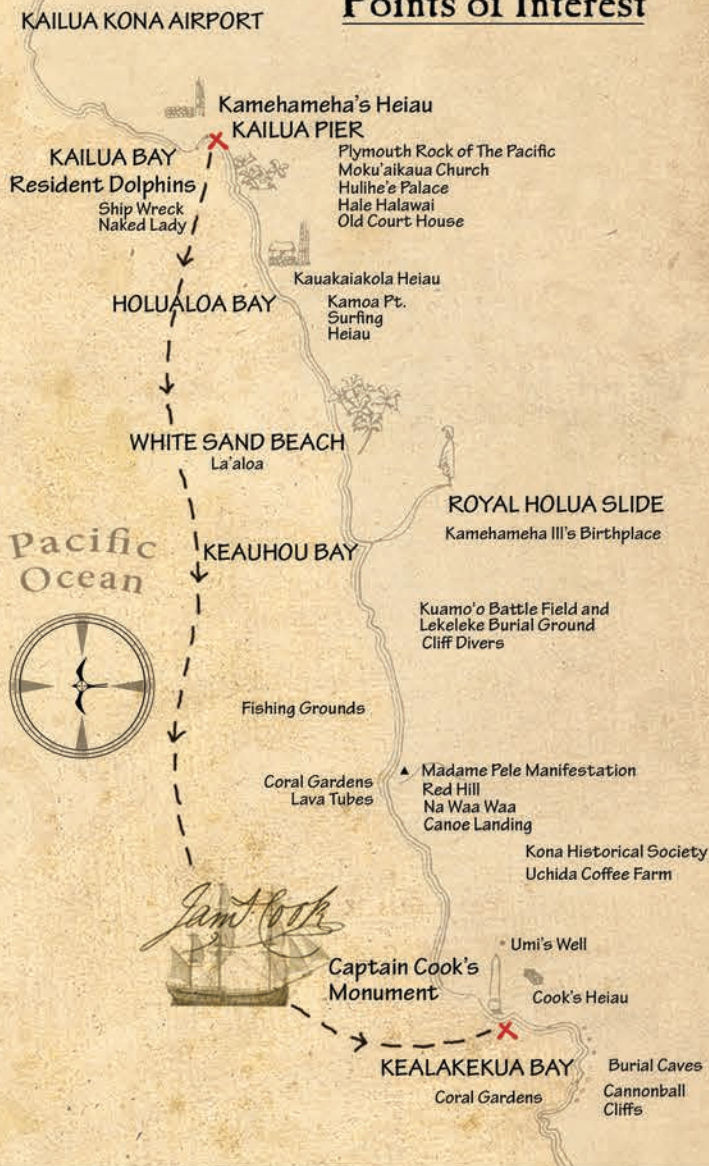 Points of Interest
KAILUA KONA AIRPORT
Kamehameha's Heiau
KAILUA PIER
Plymouth Rock of The Pacific
Moku'aikaua Church
Hulihe'e Palace
Hale Halawai
Old Court House
KAILUA BAY
Resident Dolphins
Ship Wreck
Naked Lady
Kauakaiakola Heiau
HOLUALOA BAY
Kamoa Pt.
Surfing
Heiau
WHITE SAND BEACH
La'aloa
ROYAL HOLUA SLIDE
Kamehameha III's Birthplace
Pacific
Ocean
KEAUHOU BAY
Kuamo'o Battle Field and
Lekeleke Burial Ground
Cliff Divers
Fishing Grounds
Coral Gardens
Lava Tubes
Madame Pele Manifestation
Red Hill
Na Waa Waa
Canoe Landing
Kona Historical Society
Uchida Coffee Farm
Jams Cook
Umi's Well
Captain Cook's
Monument
Cook's Heiau
KEALAKEKUA BAY
Coral Gardens
Burial Caves
Cannonball
Cliffs